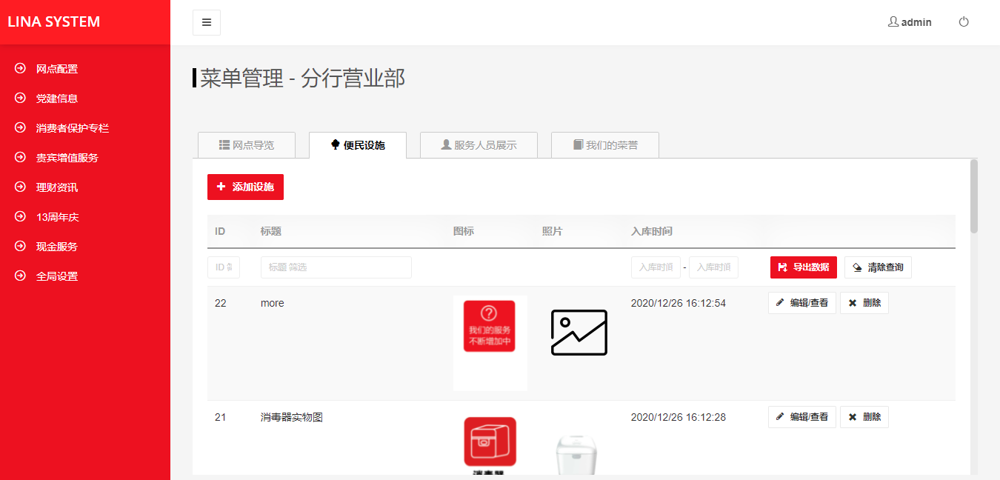 LINA SYSTEM
admin
网点配置
党建信息
消费者保护专栏
贵宾增值服务
理财资讯
13周年庆
现金服务
全局设置
菜单管理 - 分行营业部
网点导览 便民设施 服务人员展示 我们的荣誉
添加设施
ID 标题 图标 照片 入库时间
ID 标题 筛选 入库时间 - 入库时间 导出数据 清除查询
22 more 2020/12/26 16:12:54 编辑/查看 删除
我们的服务
不断增加中
21 消毒器实物图 2020/12/26 16:12:28 编辑/查看 删除
消毒器